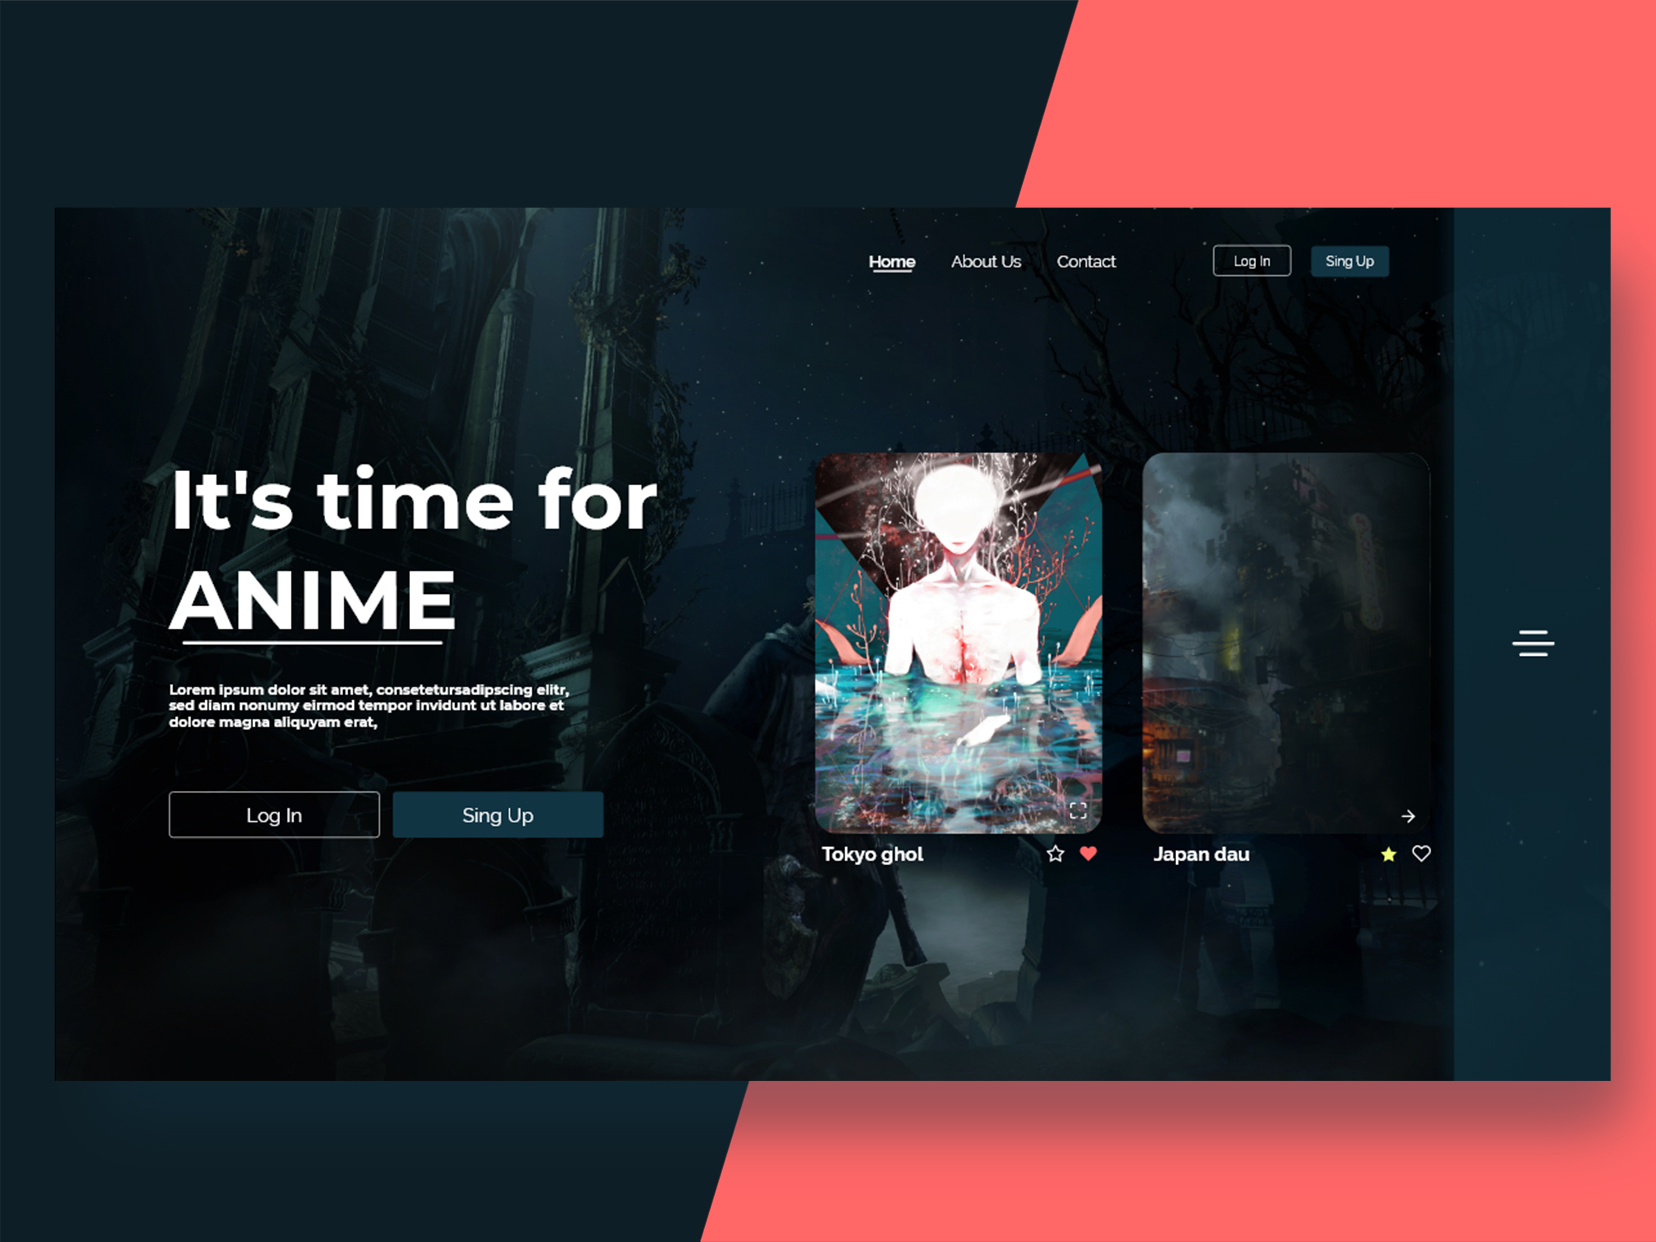 Home About Us Contact Log In Sing Up
It's time for
ANIME
Lorem ipsum dolor sit amet, consetetursadipscing elitr,
sed diam nonumy eirmod tempor invidunt ut labore et
dolore magna aliquyam erat,
Log In Sing Up
Tokyo ghol
Japan dau